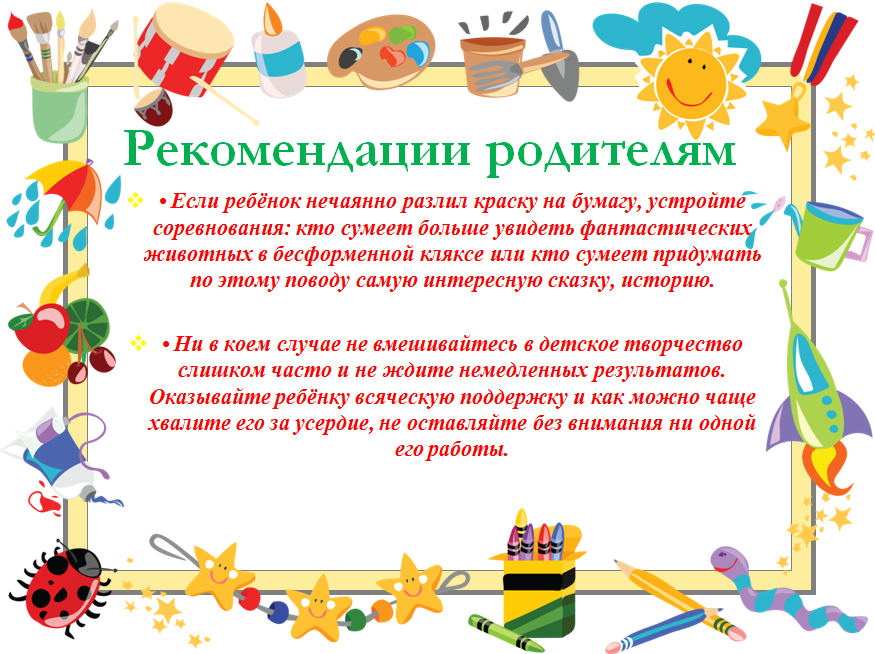 Рекомендации родителям
• Если ребёнок нечаянно разлил краску на бумагу, устройте
соревнования: кто сумеет больше увидеть фантастических
животных в бесформенной кляксе или кто сумеет придумать
по этому поводу самую интересную сказку, историю.
• Ни в коем случае не вмешивайтесь в детское творчество
слишком часто и не ждите немедленных результатов.
Оказывайте ребёнку всяческую поддержку и как можно чаще
хвалите его за усердие, не оставляйте без внимания ни одной
его работы.